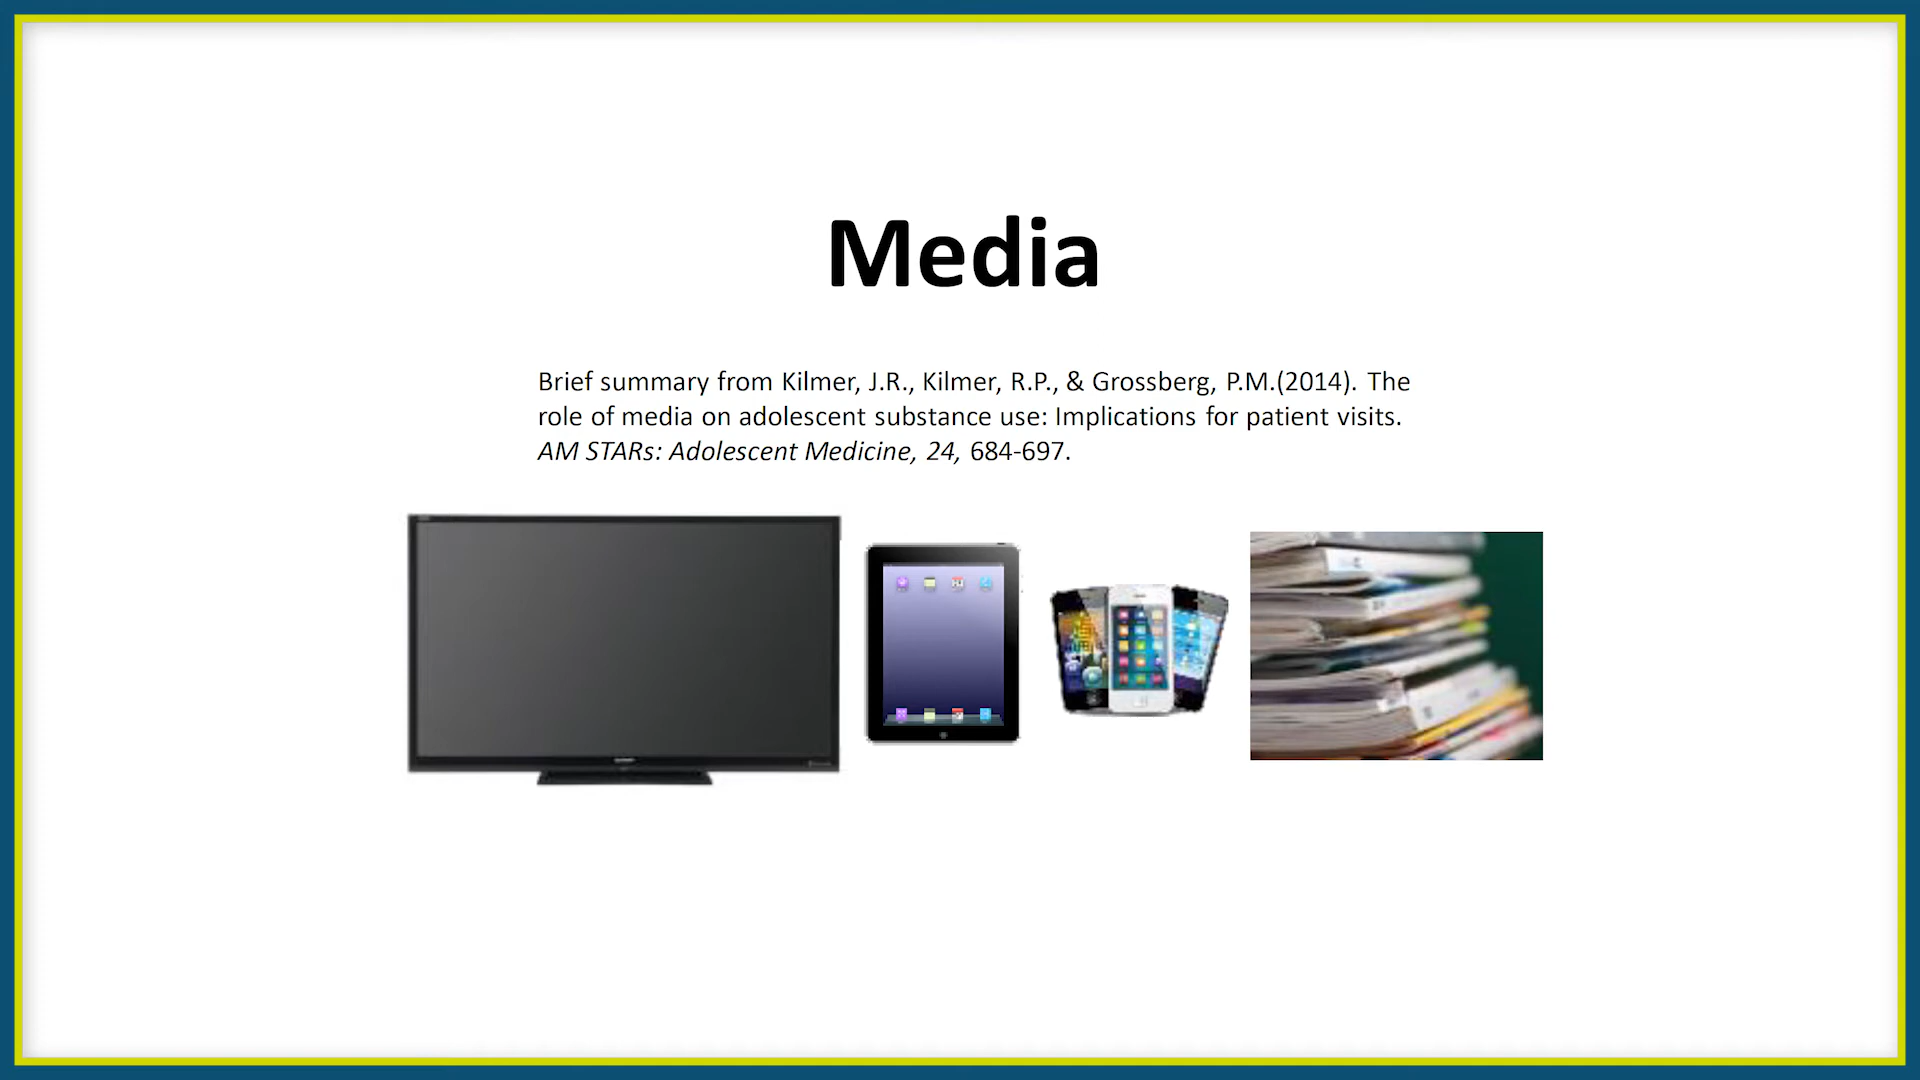 Media
Brief summary from Kilmer, J.R., Kilmer, R.P., & Grossberg, P.M.(2014). The
role of media on adolescent substance use: Implications for patient visits.
AM STARs: Adolescent Medicine, 24, 684-697.